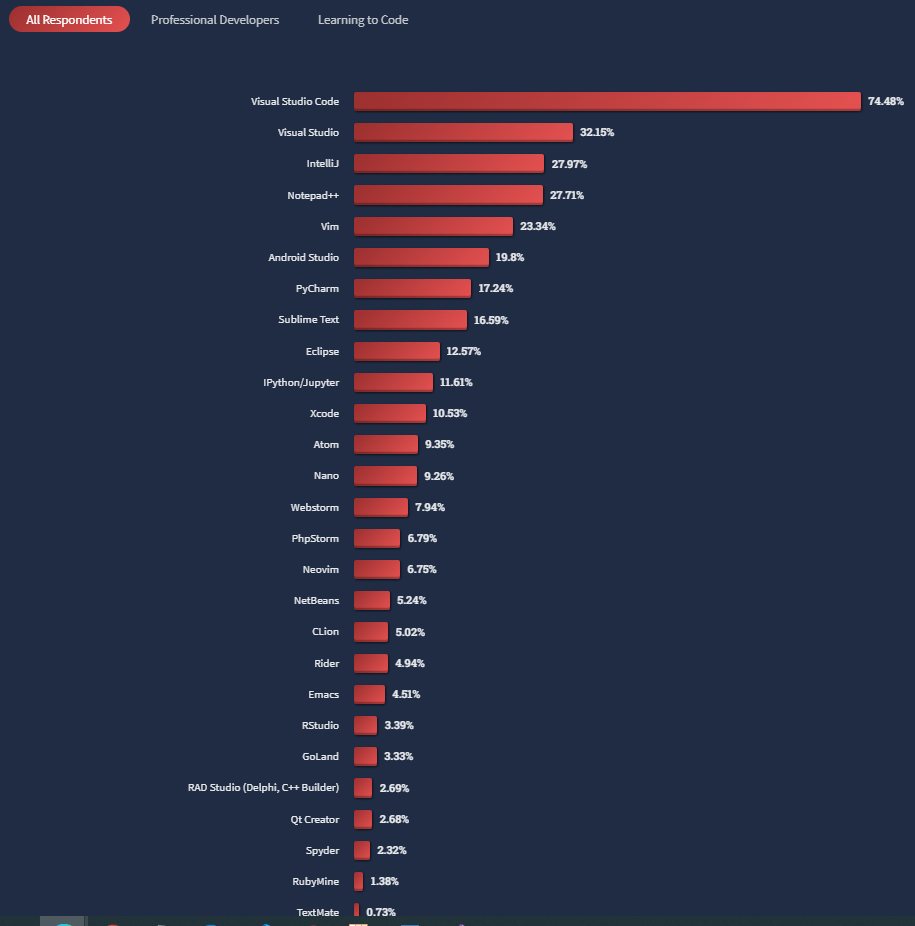 All Respondents Professional Developers Learning to Code
Visual Studio Code 74.48%
Visual Studio 32.15%
IntelliJ 27.97%
Notepad++ 27.71%
Vim 23.34%
Android Studio 19.8%
PyCharm 17.24%
Sublime Text 16.59%
Eclipse 12.57%
IPython/Jupyter 11.61%
Xcode 10.53%
Atom 9.35%
Nano 9.26%
Webstorm 7.94%
PhpStorm 6.79%
Neovim 6.75%
NetBeans 5.24%
CLion 5.02%
Rider 4.94%
Emacs 4.51%
RStudio 3.39%
GoLand 3.33%
RAD Studio (Delphi, C++ Builder) 2.69%
Qt Creator 2.68%
Spyder 2.32%
RubyMine 1.38%
TextMate 0.73%